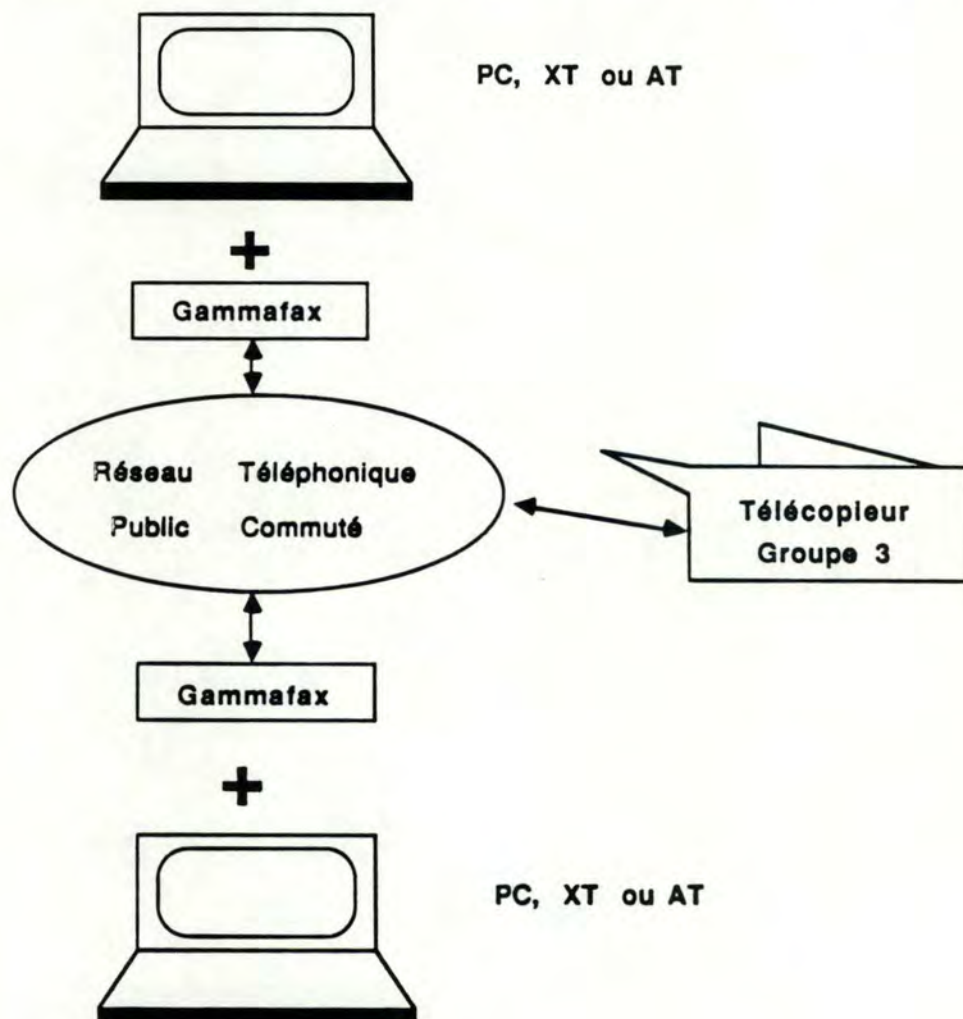 PC, XT ou AT
Gammafax
Réseau Téléphonique
Public Commuté
Télécopieur
Groupe 3
Gammafax
PC, XT ou AT